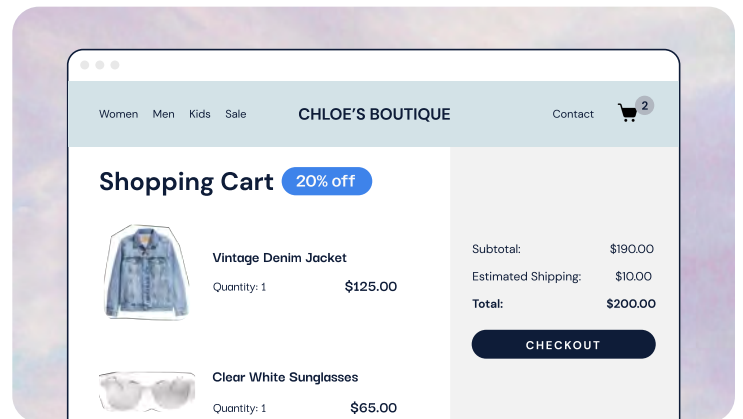 Women Men Kids Sale CHLOE'S BOUTIQUE Contact 2
Shopping Cart 20% off
Vintage Denim Jacket
Quantity: 1 $125.00
Clear White Sunglasses
Quantity: 1 $65.00
Subtotal: $190.00
Estimated Shipping: $10.00
Total: $200.00
CHECKOUT